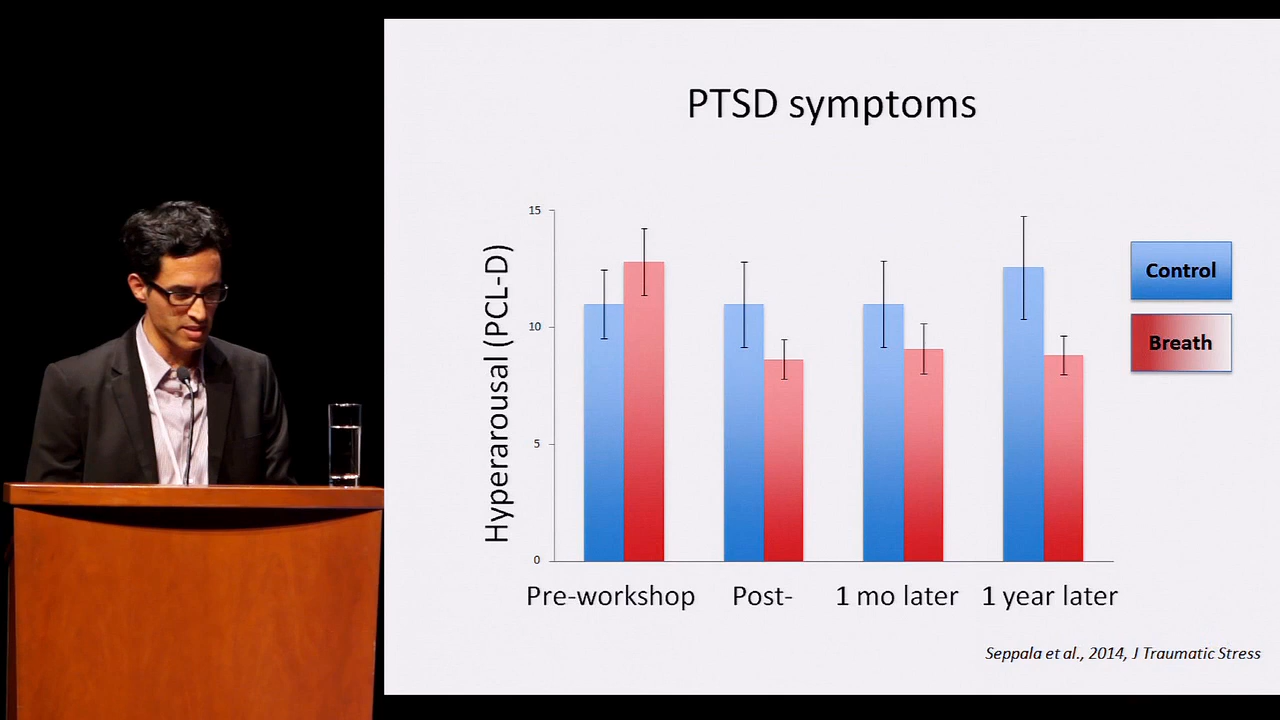 PTSD symptoms
Hyperarousal (PCL-D)
15
10
5
0
Pre-workshop Post- 1 mo later 1 year later
Control
Breath
Seppala et al., 2014, J Traumatic Stress